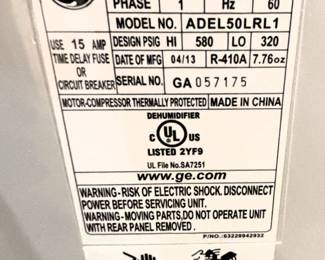 PHASE 1 Hz 60
MODEL NO. ADEL50LRL1
USE 15 AMP
TIME DELAY FUSE
OR
CIRCUIT BREAKER
DESIGN PSIG HI 580 LO 320
DATE OF MFG 04/13 R-410A 7.76oz
SERIAL NO. GA 057175
MOTOR-COMPRESSOR THERMALLY PROTECTED MADE IN CHINA
DEHUMIDIFIER
C UL US
LISTED 2YF9
UL File No.SA7251
www.ge.com
WARNING - RISK OF ELECTRIC SHOCK. DISCONNECT
POWER BEFORE SERVICING UNIT.
WARNING - MOVING PARTS,DO NOT OPERATE UNIT
WITH REAR PANEL REMOVED .
P/NO.:63229942932